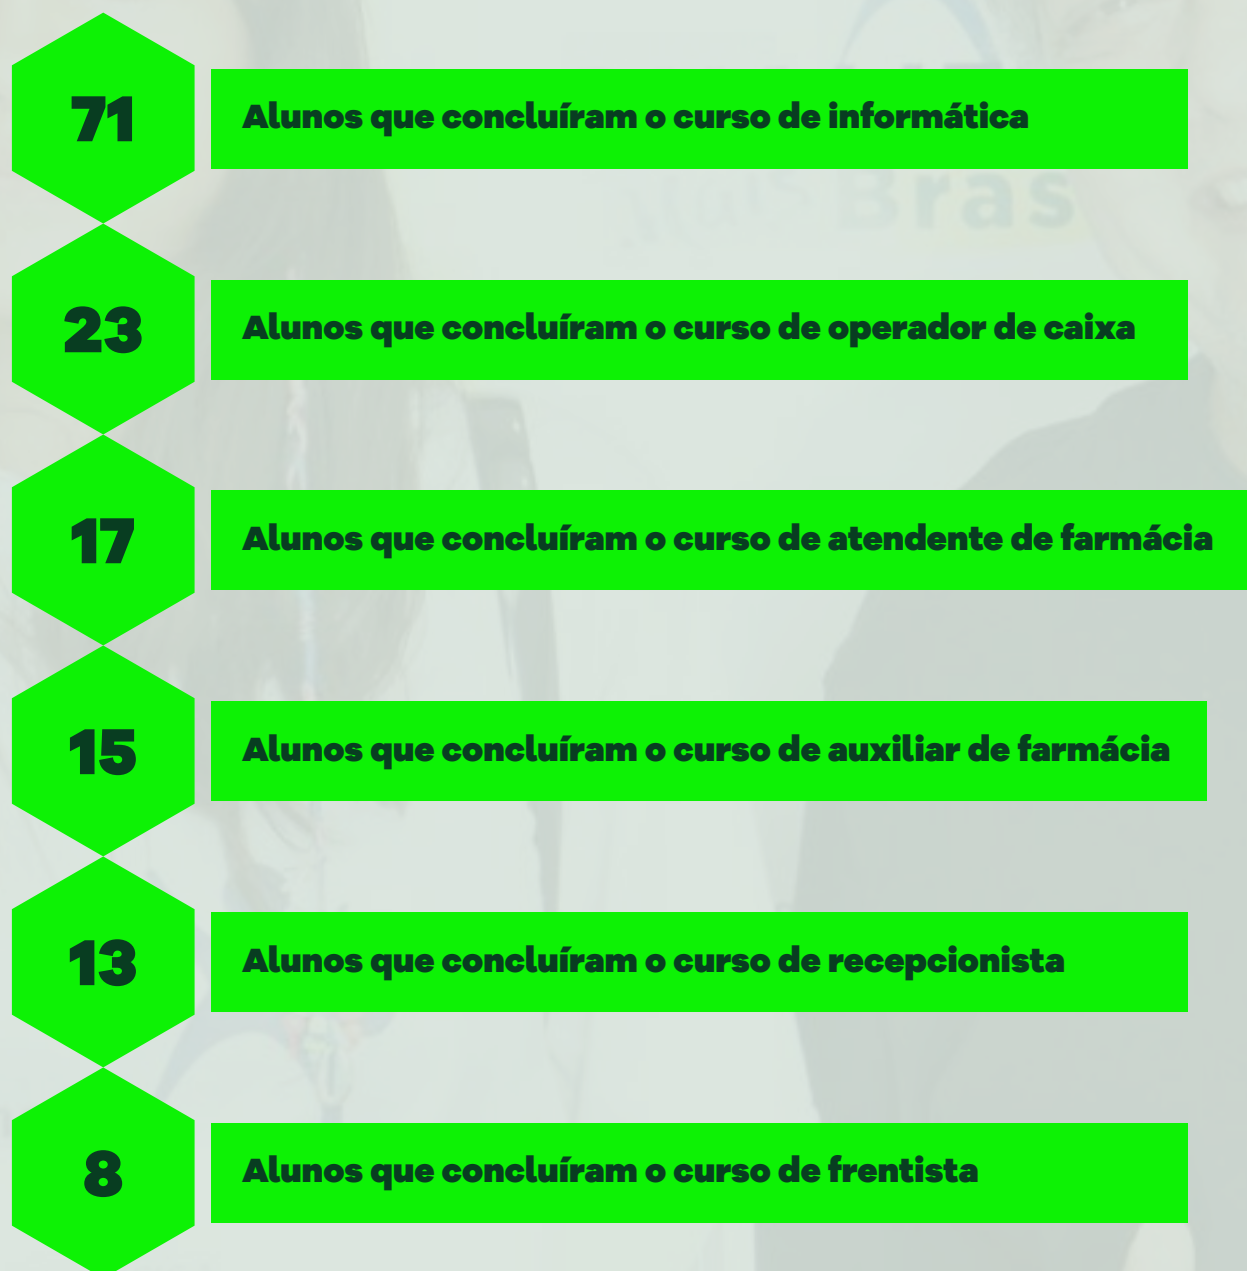 71
Alunos que concluíram o curso de informática
23
Alunos que concluíram o curso de operador de caixa
17
Alunos que concluíram o curso de atendente de farmácia
15
Alunos que concluíram o curso de auxiliar de farmácia
13
Alunos que concluíram o curso de recepcionista
8
Alunos que concluíram o curso de frentista